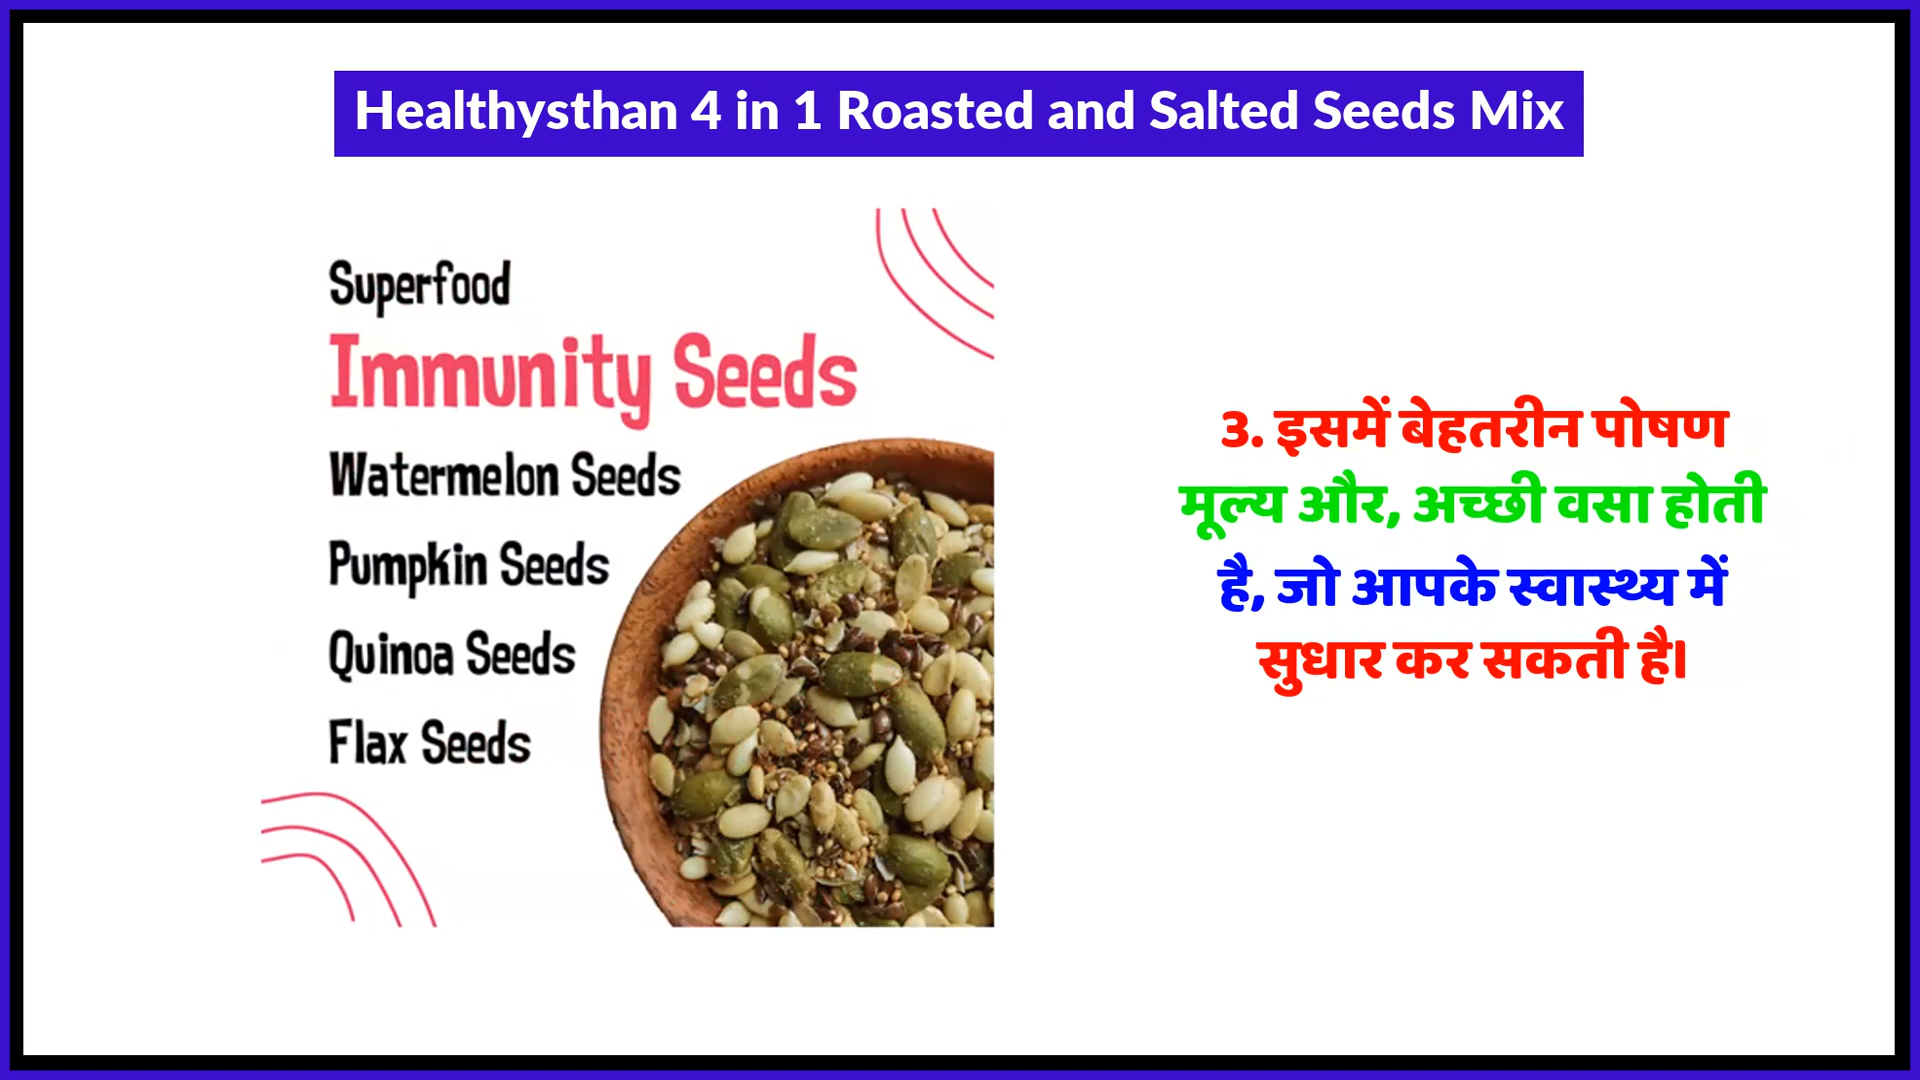 Healthysthan 4 in 1 Roasted and Salted Seeds Mix
Superfood
Immunity Seeds
Watermelon Seeds
Pumpkin Seeds
Quinoa Seeds
Flax Seeds
3. इसमें बेहतरीन पोषण
मूल्य और, अच्छी वसा होती
है, जो आपके स्वास्थ्य में
सुधार कर सकती है।